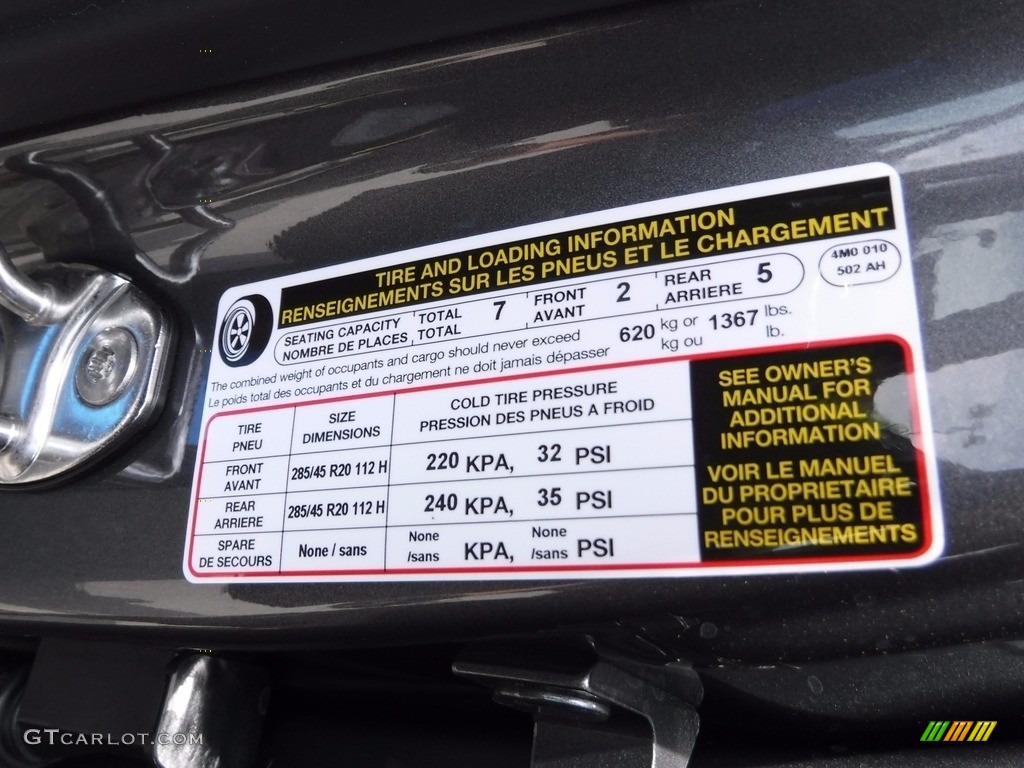 TIRE AND LOADING INFORMATION
RENSEIGNEMENTS SUR LES PNEUS ET LE CHARGEMENT
SEATING CAPACITY TOTAL 7 FRONT 2 REAR 5
NOMBRE DE PLACES TOTAL AVANT ARRIERE
4M0 010
502 AH
The combined weight of occupants and cargo should never exceed 620 kg or 1367 lbs.
Le poids total des occupants et du chargement ne doit jamais dépasser kg ou lb.
TIRE
PNEU
SIZE
DIMENSIONS
COLD TIRE PRESSURE
PRESSION DES PNEUS A FROID
FRONT
AVANT
285/45 R20 112 H
220 KPA, 32 PSI
REAR
ARRIERE
285/45 R20 112 H
240 KPA, 35 PSI
SPARE
DE SECOURS
None / sans
None
/sans KPA,
None
/sans PSI
SEE OWNER'S
MANUAL FOR
ADDITIONAL
INFORMATION
VOIR LE MANUEL
DU PROPRIETAIRE
POUR PLUS DE
RENSEIGNEMENTS
GTCARLOT.COM